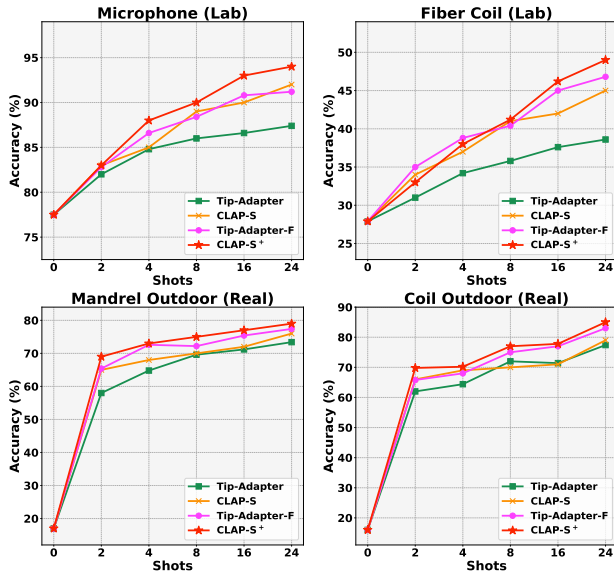 Microphone (Lab)
Accuracy (%)
95
90
85
80
75
Tip-Adapter
CLAP-S
Tip-Adapter-F
CLAP-S+
0 2 4 8 16 24
Shots
Fiber Coil (Lab)
Accuracy (%)
50
45
40
35
30
25
Tip-Adapter
CLAP-S
Tip-Adapter-F
CLAP-S+
0 2 4 8 16 24
Shots
Mandrel Outdoor (Real)
Accuracy (%)
80
70
60
50
40
30
20
Tip-Adapter
CLAP-S
Tip-Adapter-F
CLAP-S+
0 2 4 8 16 24
Shots
Coil Outdoor (Real)
Accuracy (%)
90
80
70
60
50
40
30
20
Tip-Adapter
CLAP-S
Tip-Adapter-F
CLAP-S+
0 2 4 8 16 24
Shots